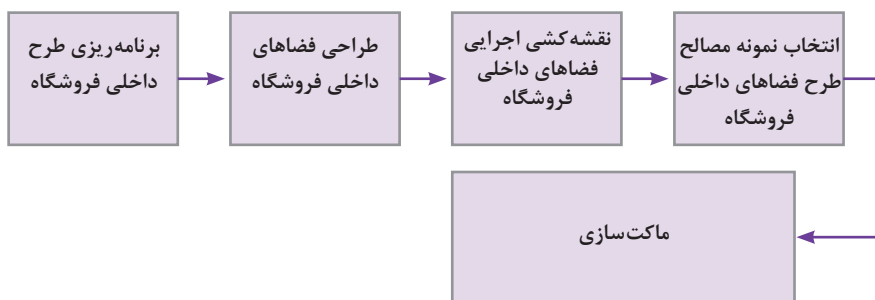 برنامه‌ریزی طرح
داخلی فروشگاه
طراحی فضاهای
داخلی فروشگاه
نقشه‌کشی اجرایی
فضاهای داخلی
فروشگاه
انتخاب نمونه مصالح
طرح فضاهای داخلی
فروشگاه
ماکت‌سازی